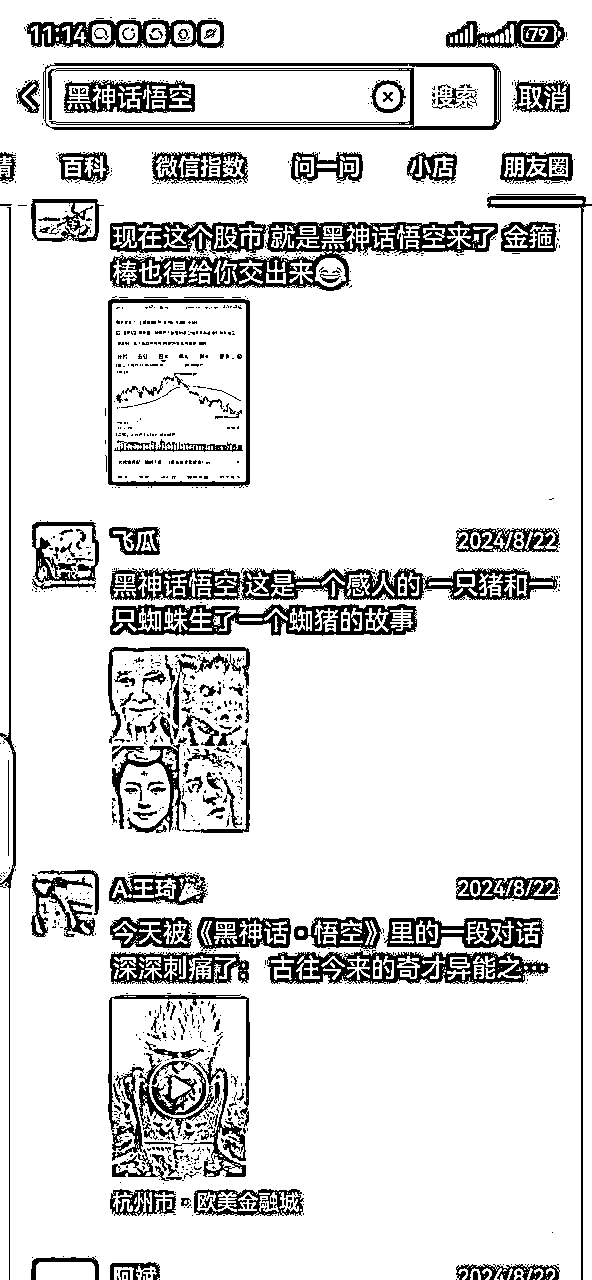 11:14
79
黑神话悟空
搜索
取消
百科
微信指数
问一问
小店
朋友圈
现在这个股市 就是黑神话悟空来了 金箍
棒也得给你交出来😄
飞瓜
2024/8/22
黑神话悟空 这是一个感人的 一只猪和一
只蜘蛛生了一个蜘猪的故事
A.王琦
2024/8/22
今天被《黑神话·悟空》里的一段对话
深深刺痛了: 古往今来的奇才异能之…
杭州市·欧美金融城
阿斌
2024/8/22